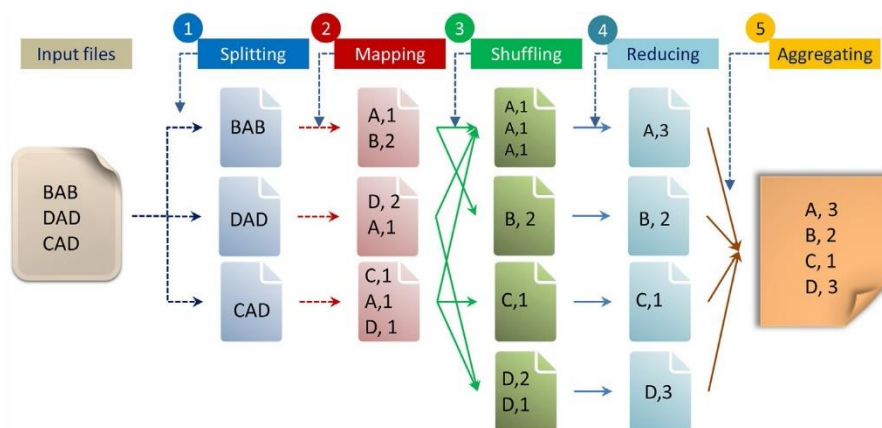 1
2
3
4
5
Input files
Splitting
Mapping
Shuffling
Reducing
Aggregating
BAB
DAD
CAD
BAB
DAD
CAD
A,1
B,2
D, 2
A,1
C,1
A,1
D, 1
A,1
A,1
A,1
B, 2
C,1
D,2
D,1
A,3
B, 2
C,1
D,3
A, 3
B, 2
C, 1
D, 3